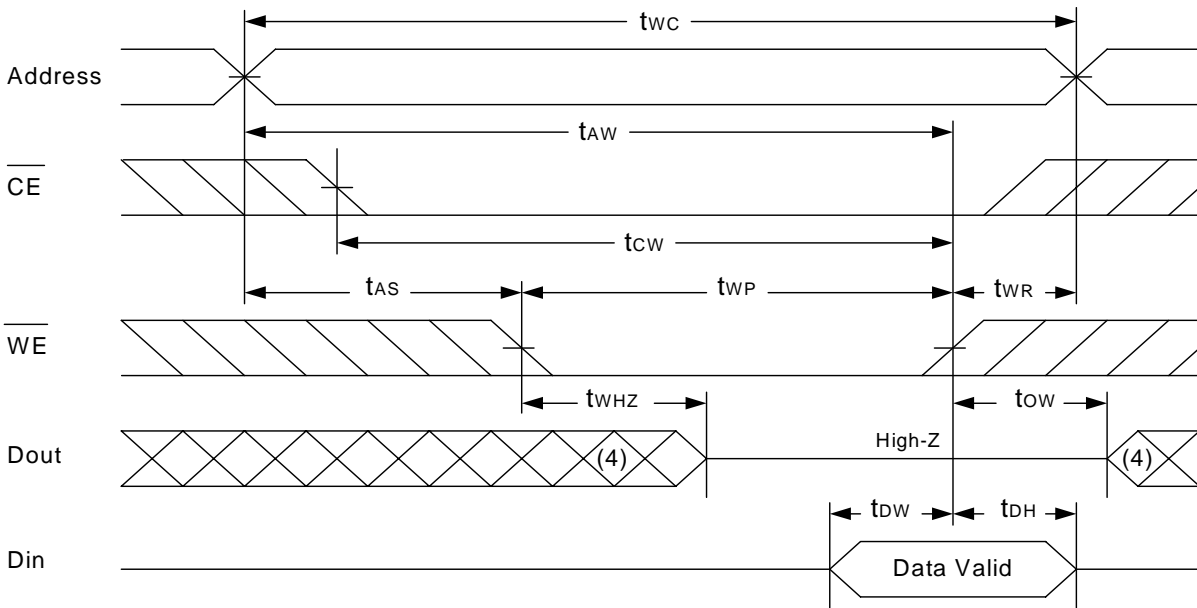 tWC
Address
tAW
CE
tCW
tAS tWP tWR
WE
tWHZ tOW
High-Z
Dout (4) (4)
tDW tDH
Din Data Valid